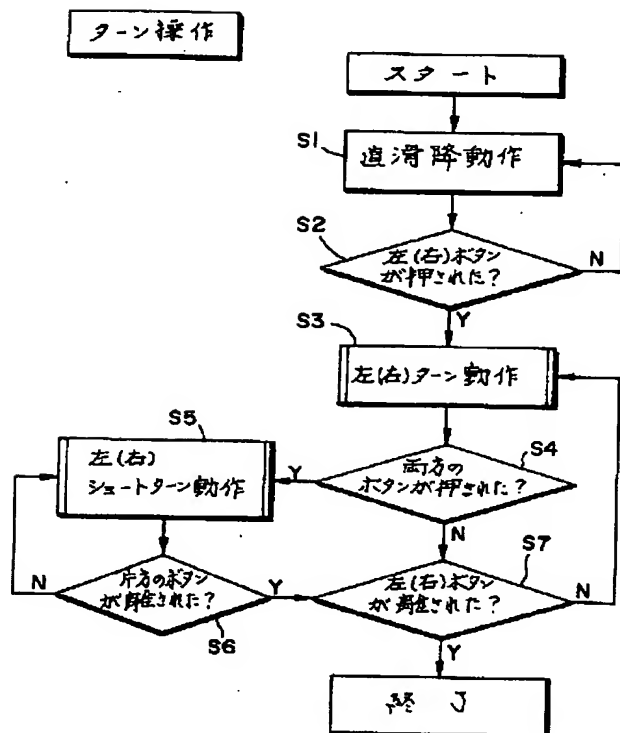 ターン操作
スタート
S1
直滑降動作
S2
左(右)ボタン
が押された?
N
Y
S3
左(右)ターン動作
S4
両方の
ボタンが押された?
Y
N
S5
左(右)
ショートターン動作
S6
片方のボタン
が離された?
N
Y
S7
左(右)ボタン
が離された?
N
Y
終了